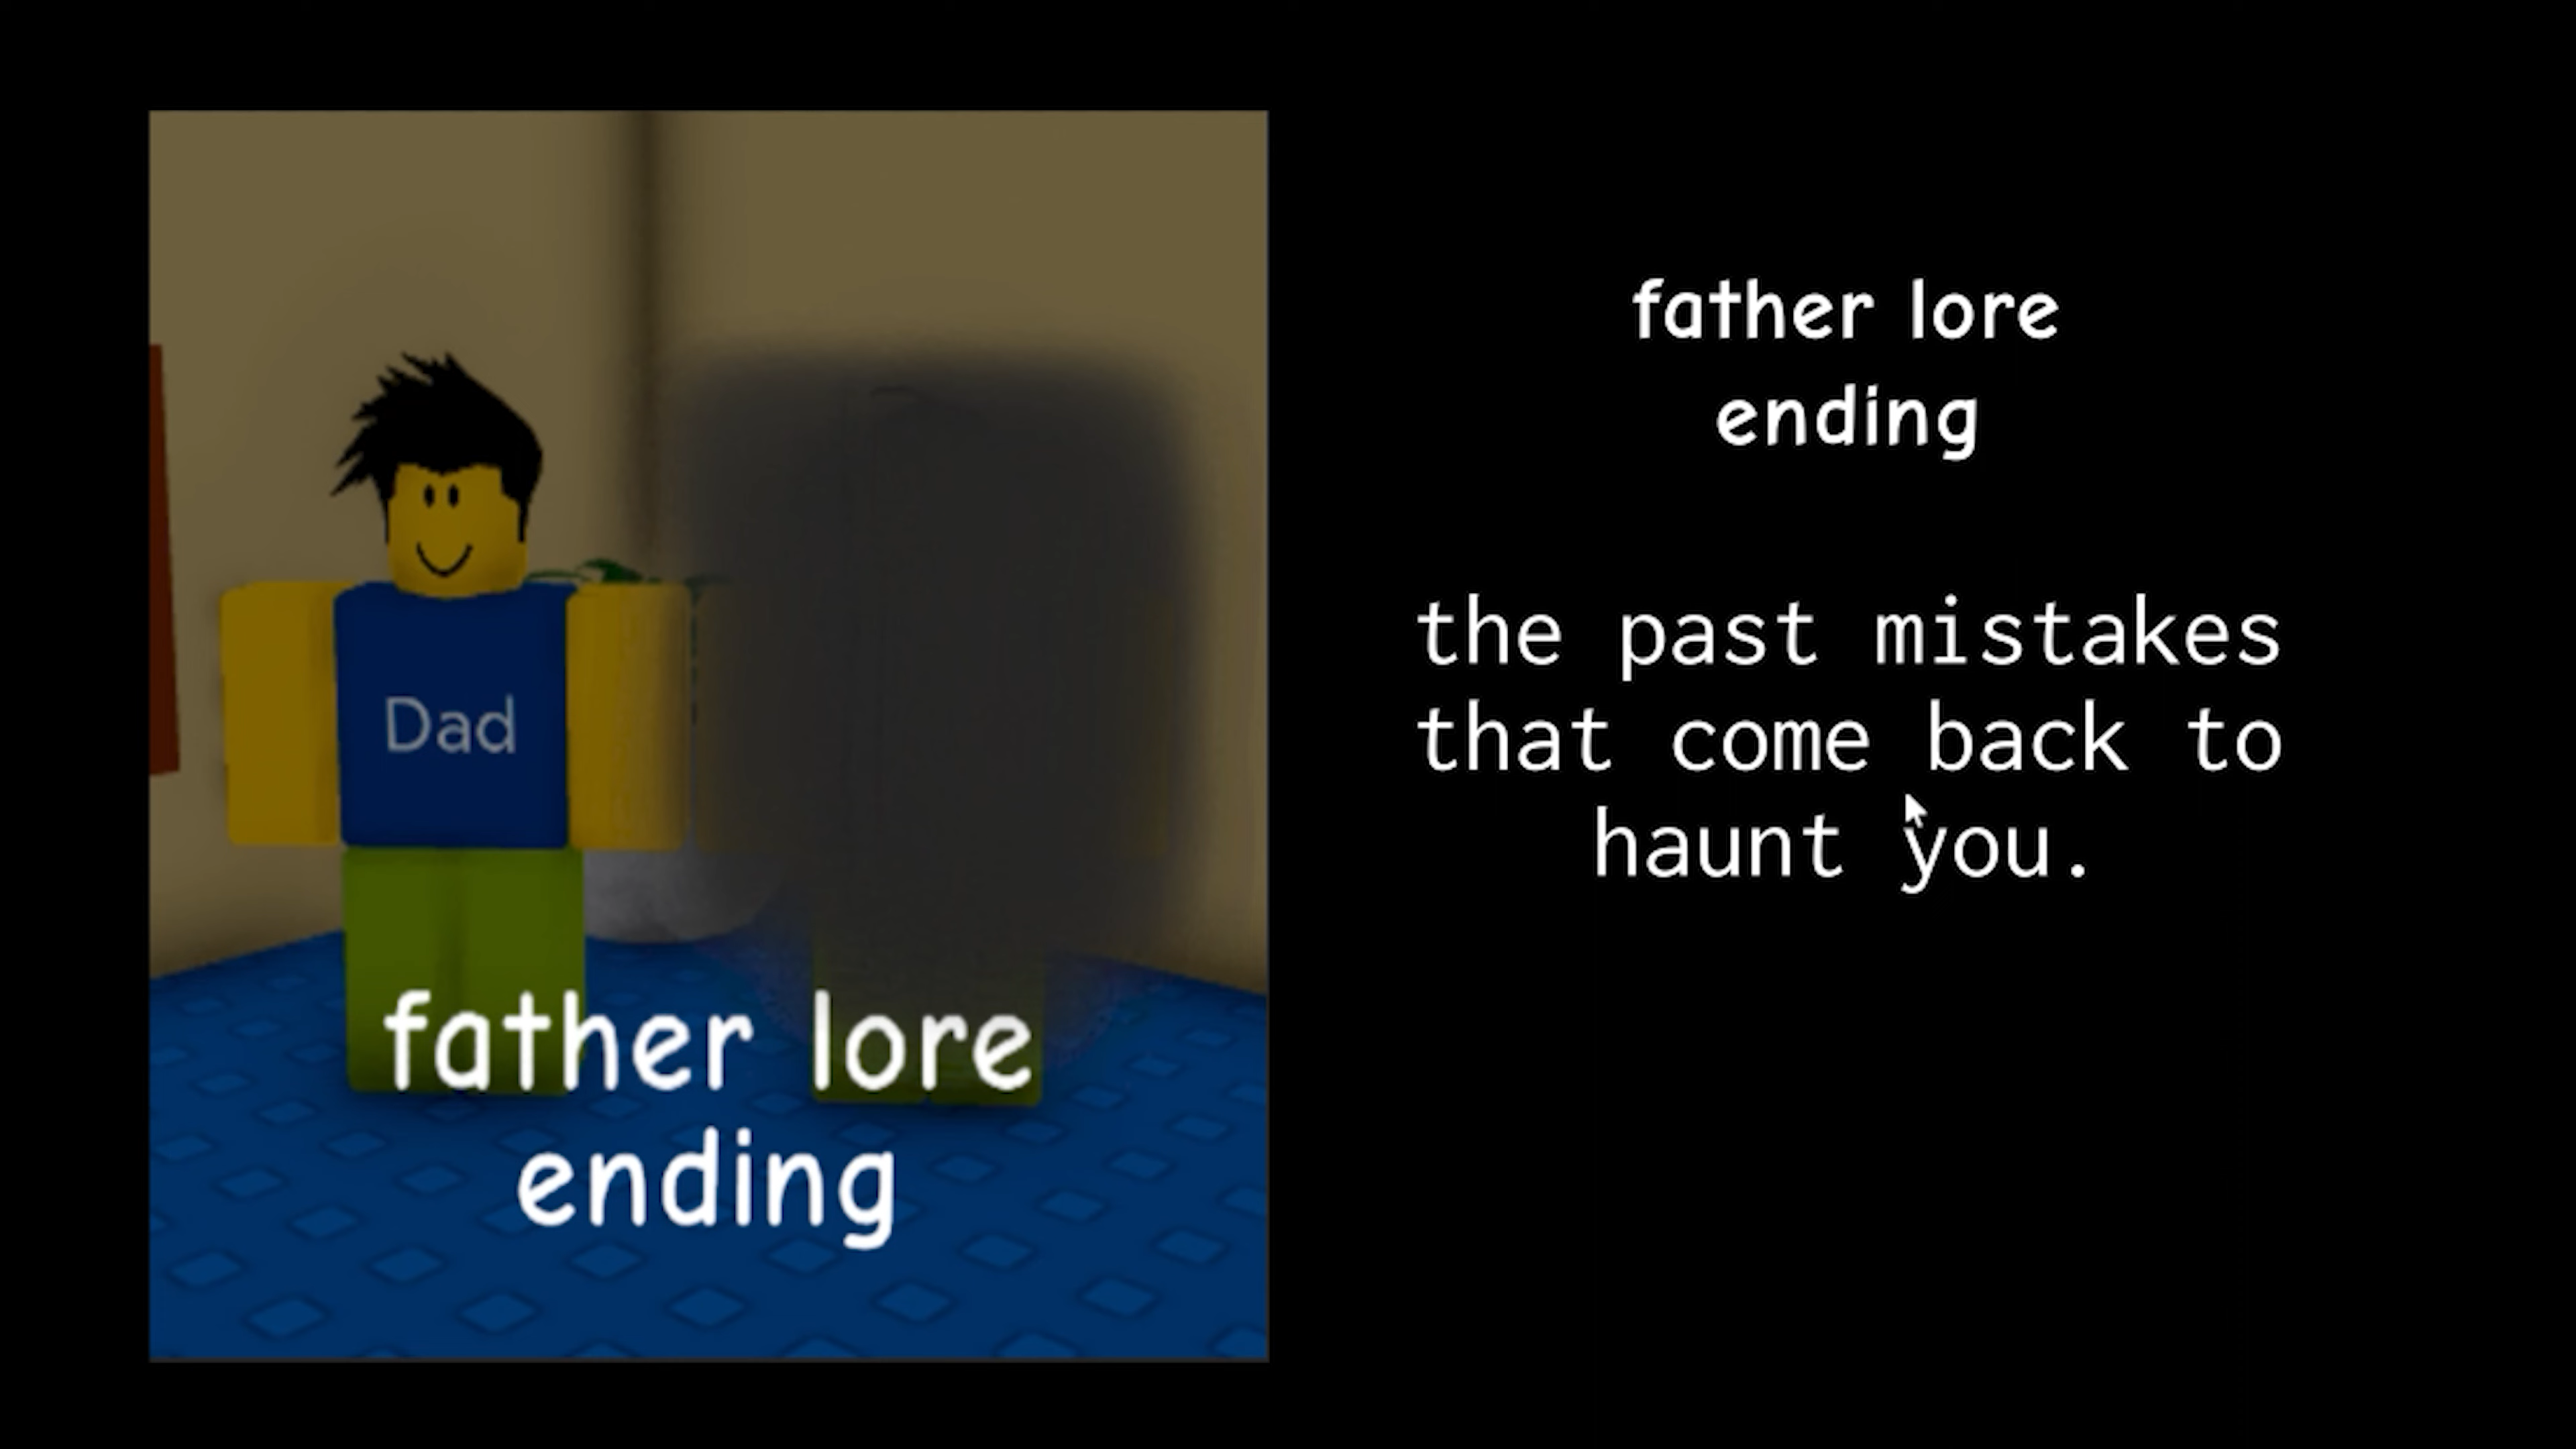 Dad
father lore
ending
father lore
ending
the past mistakes
that come back to
haunt you.